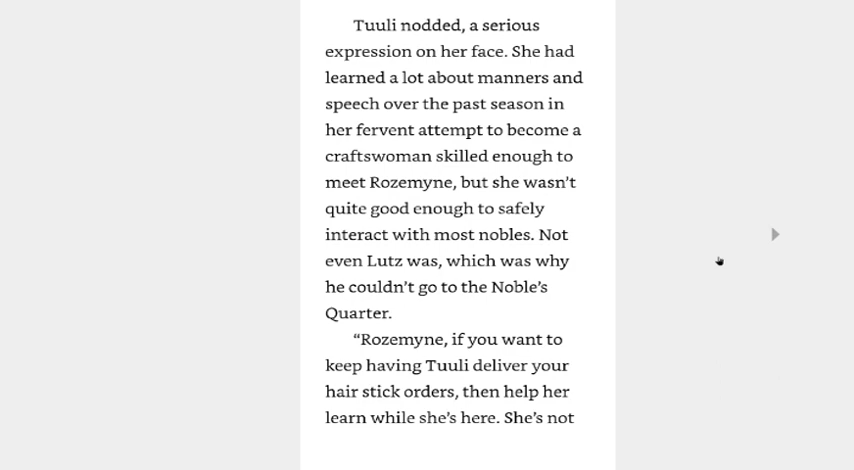 Tuuli nodded, a serious
expression on her face. She had
learned a lot about manners and
speech over the past season in
her fervent attempt to become a
craftswoman skilled enough to
meet Rozemyne, but she wasn’t
quite good enough to safely
interact with most nobles. Not
even Lutz was, which was why
he couldn’t go to the Noble’s
Quarter.
“Rozemyne, if you want to
keep having Tuuli deliver your
hair stick orders, then help her
learn while she’s here. She’s not